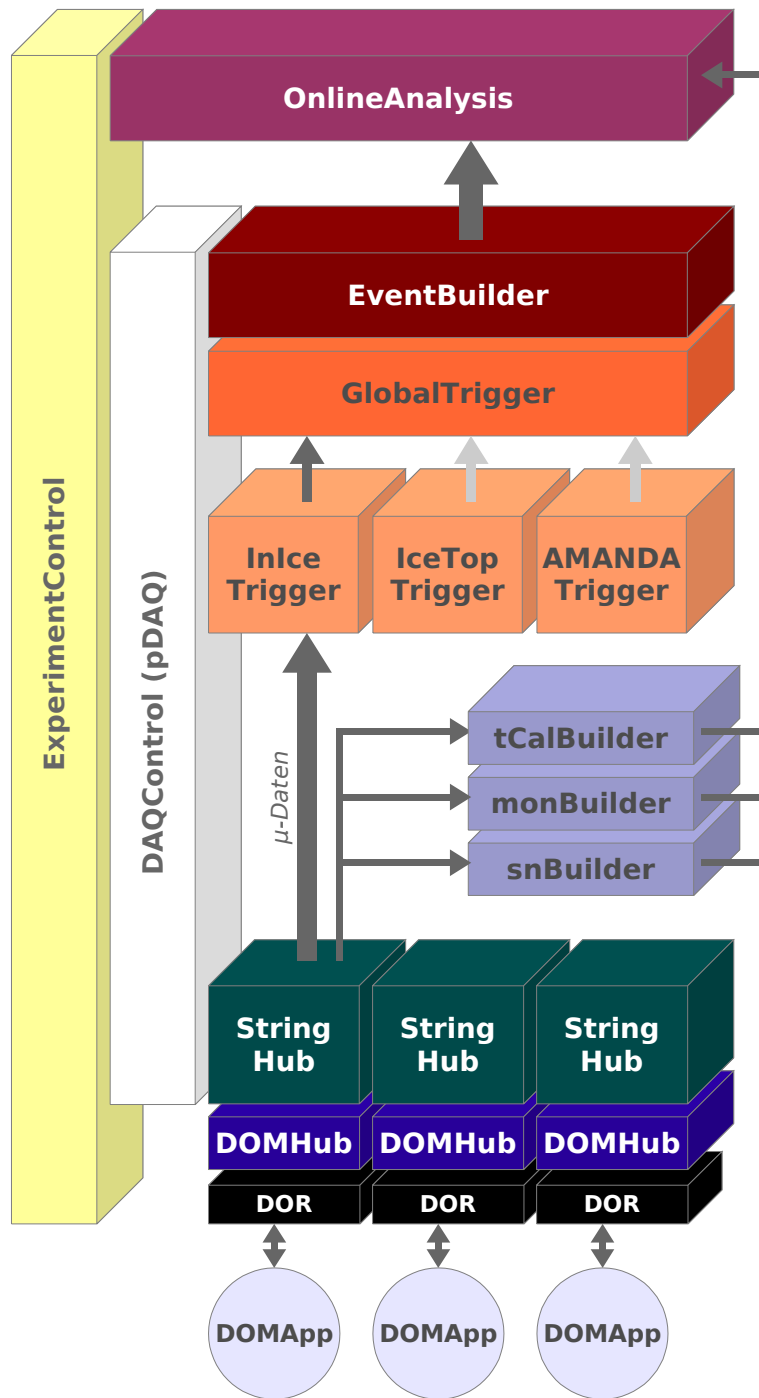 OnlineAnalysis
EventBuilder
GlobalTrigger
InIce
Trigger
IceTop
Trigger
AMANDA
Trigger
ExperimentControl
DAQControl (pDAQ)
μ-Daten
tCalBuilder
monBuilder
snBuilder
String
Hub
String
Hub
String
Hub
DOMHub
DOMHub
DOMHub
DOR
DOR
DOR
DOMApp
DOMApp
DOMApp